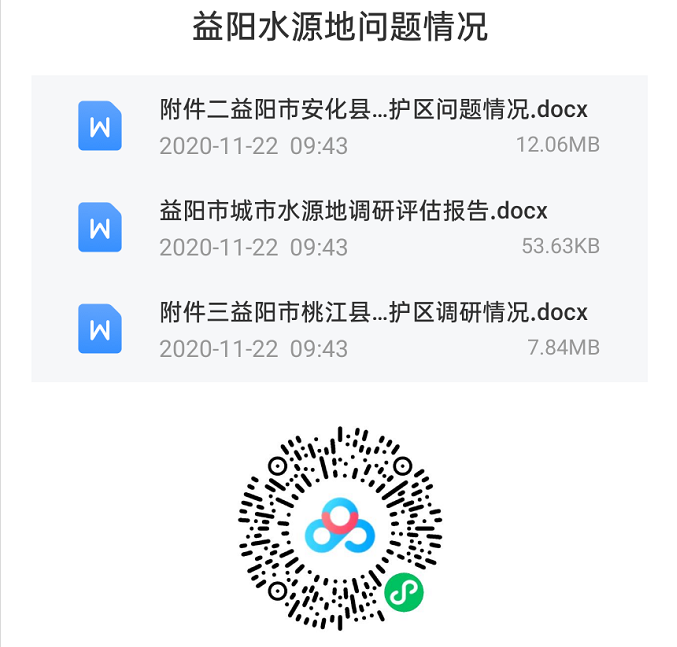 益阳水源地问题情况
附件二益阳市安化县...护区问题情况.docx
2020-11-22 09:43
12.06MB
益阳市城市水源地调研评估报告.docx
2020-11-22 09:43
53.63KB
附件三益阳市桃江县...护区调研情况.docx
2020-11-22 09:43
7.84MB